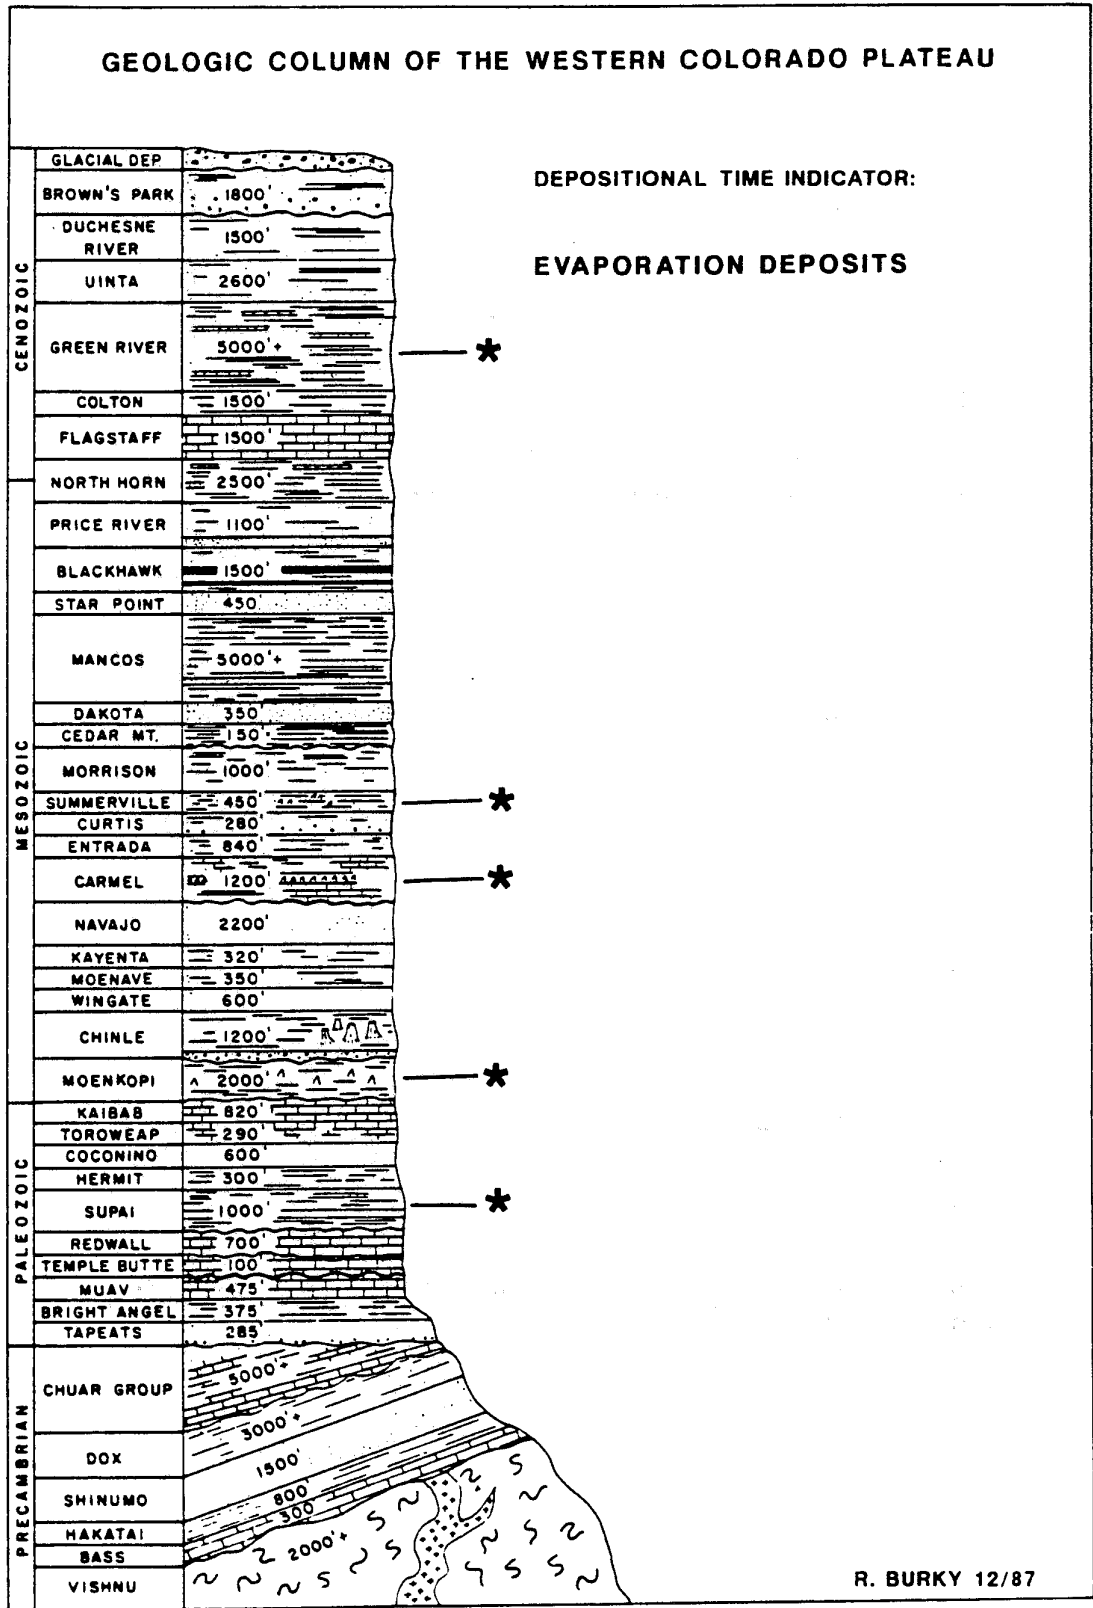 GEOLOGIC COLUMN OF THE WESTERN COLORADO PLATEAU
DEPOSITIONAL TIME INDICATOR:
EVAPORATION DEPOSITS
CENOZOIC
GLACIAL DEP.
BROWN'S PARK 1800'
DUCHESNE
RIVER 1500'
UINTA 2600'
GREEN RIVER 5000'+ *
COLTON 1500'
FLAGSTAFF 1500'
NORTH HORN 2500'
MESOZOIC
PRICE RIVER 1100'
BLACKHAWK 1500'
STAR POINT 450'
MANCOS 5000'+
DAKOTA 350'
CEDAR MT. 150'
MORRISON 1000'
SUMMERVILLE 450' *
CURTIS 280'
ENTRADA 840'
CARMEL 1200' *
NAVAJO 2200'
KAYENTA 320'
MOENAVE 350'
WINGATE 600'
CHINLE 1200'
MOENKOPI 2000' *
PALEOZOIC
KAIBAB 820'
TOROWEAP 290'
COCONINO 600'
HERMIT 300'
SUPAI 1000' *
REDWALL 700'
TEMPLE BUTTE 100'
MUAV 475'
BRIGHT ANGEL 375'
TAPEATS 285'
PRECAMBRIAN
CHUAR GROUP 5000'+
3000'+
DOX 1500'
SHINUMO 800'
HAKATAI 300'
BASS 2000'+
VISHNU
R. BURKY 12/87